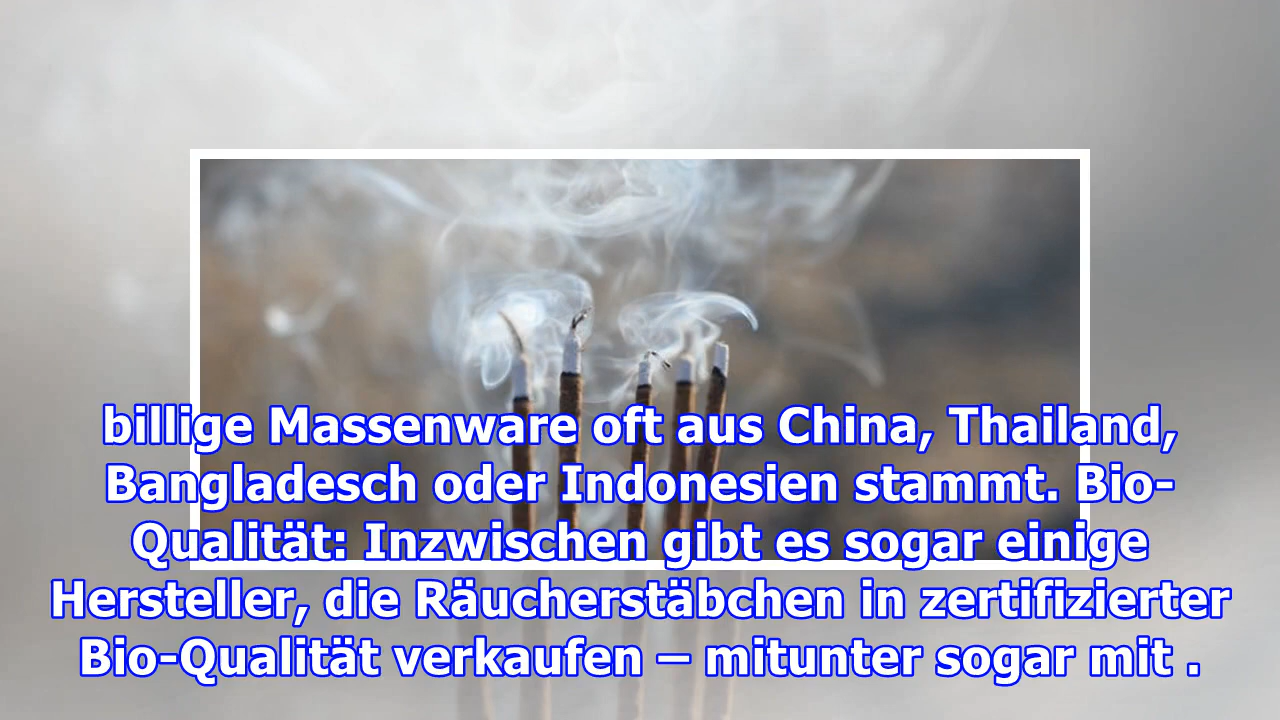 billige Massenware oft aus China, Thailand,
Bangladesch oder Indonesien stammt. Bio-
Qualität: Inzwischen gibt es sogar einige
Hersteller, die Räucherstäbchen in zertifizierter
Bio-Qualität verkaufen – mitunter sogar mit .